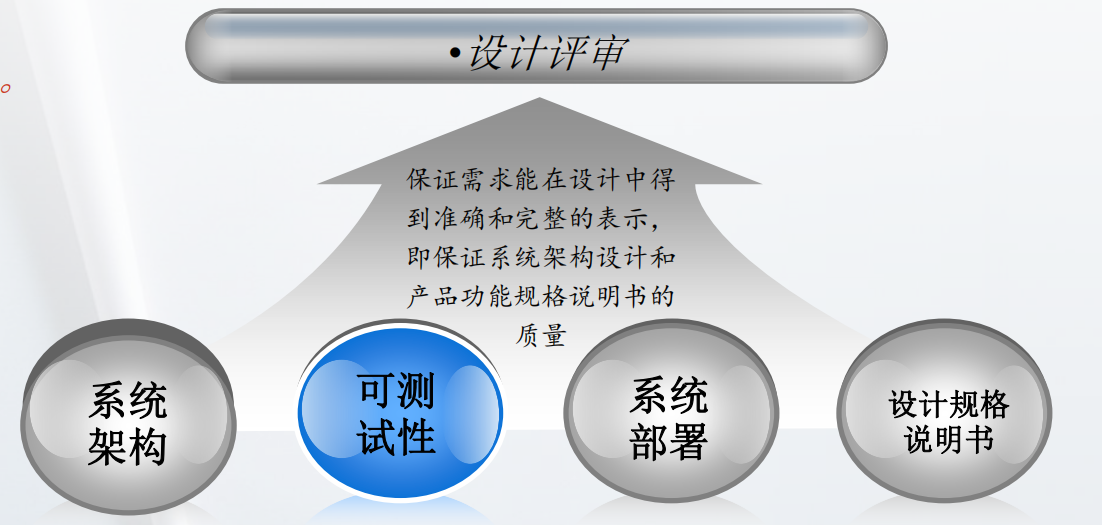 •设计评审
保证需求能在设计中得
到准确和完整的表示，
即保证系统架构设计和
产品功能规格说明书的
质量
系统
架构
可测
试性
系统
部署
设计规格
说明书